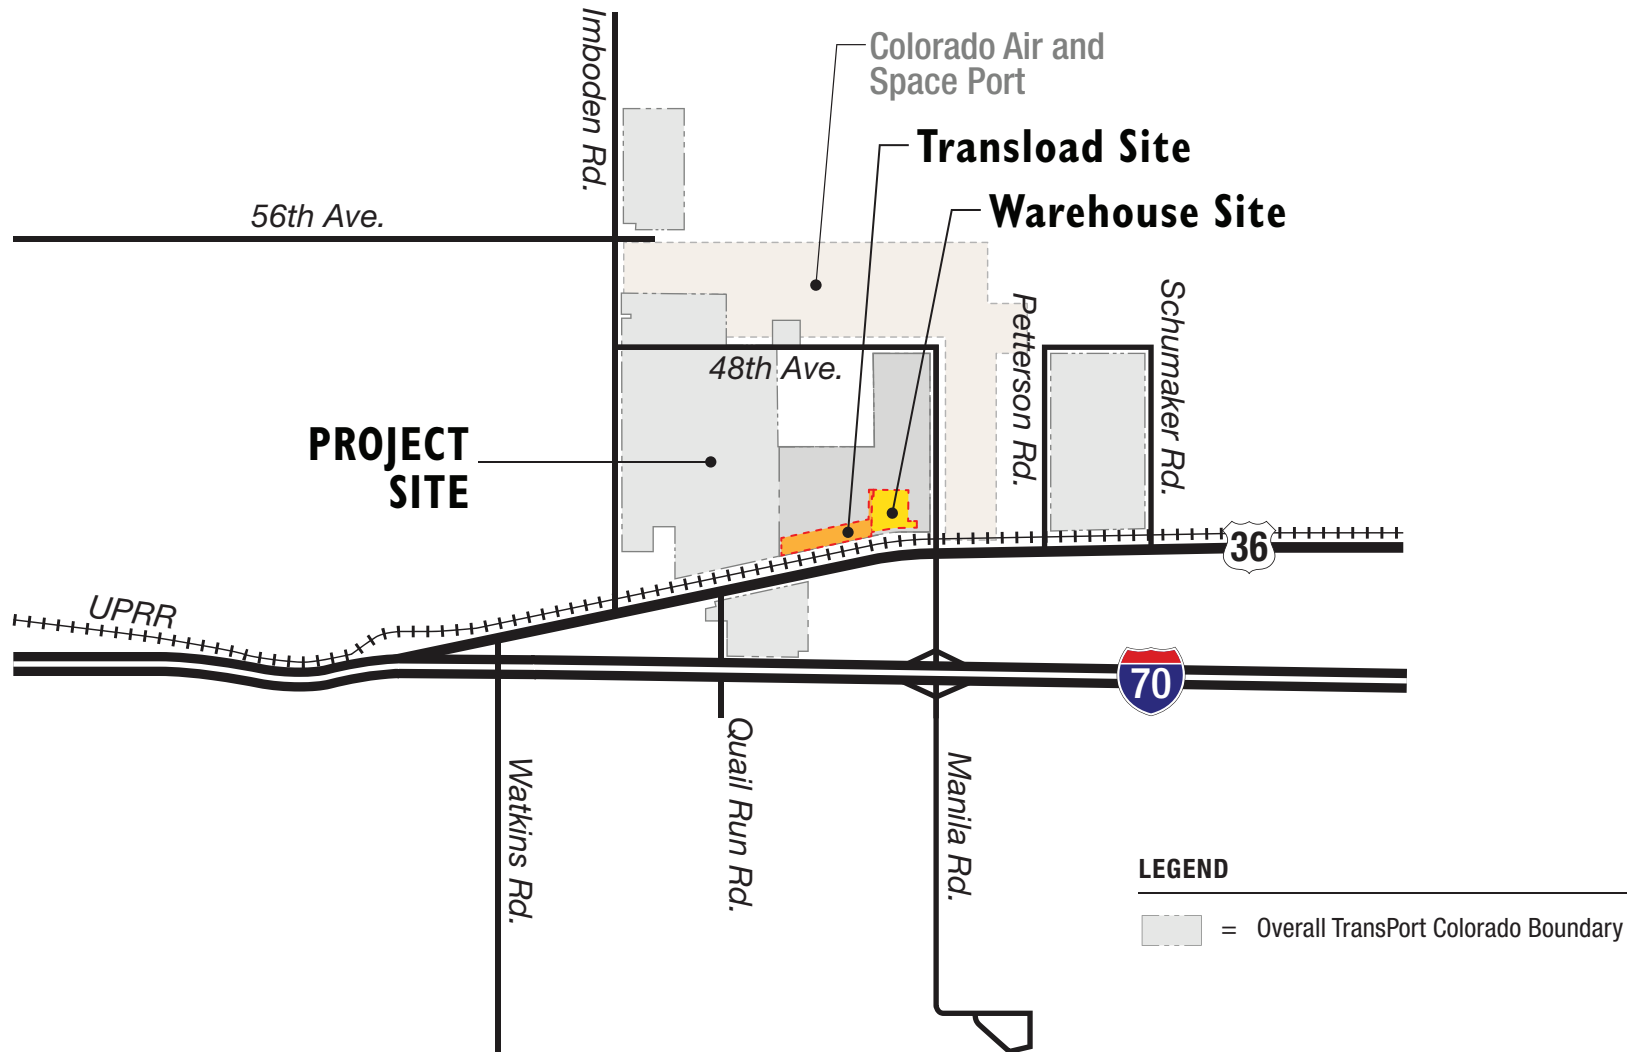 Imboden Rd.
Colorado Air and
Space Port
Transload Site
Warehouse Site
56th Ave.
Petterson Rd.
Schumaker Rd.
48th Ave.
PROJECT
SITE
36
UPRR
70
Watkins Rd.
Quail Run Rd.
Manila Rd.
LEGEND
= Overall TransPort Colorado Boundary